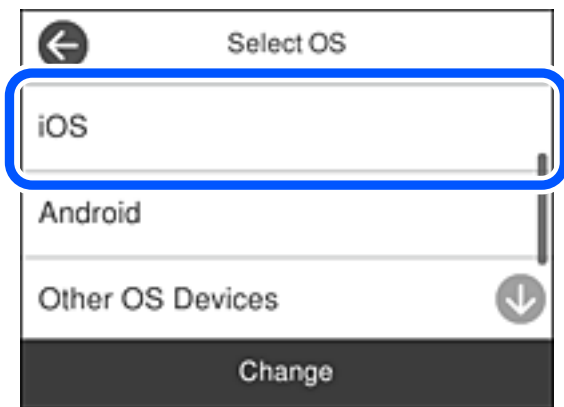 Select OS
iOS
Android
Other OS Devices
Change